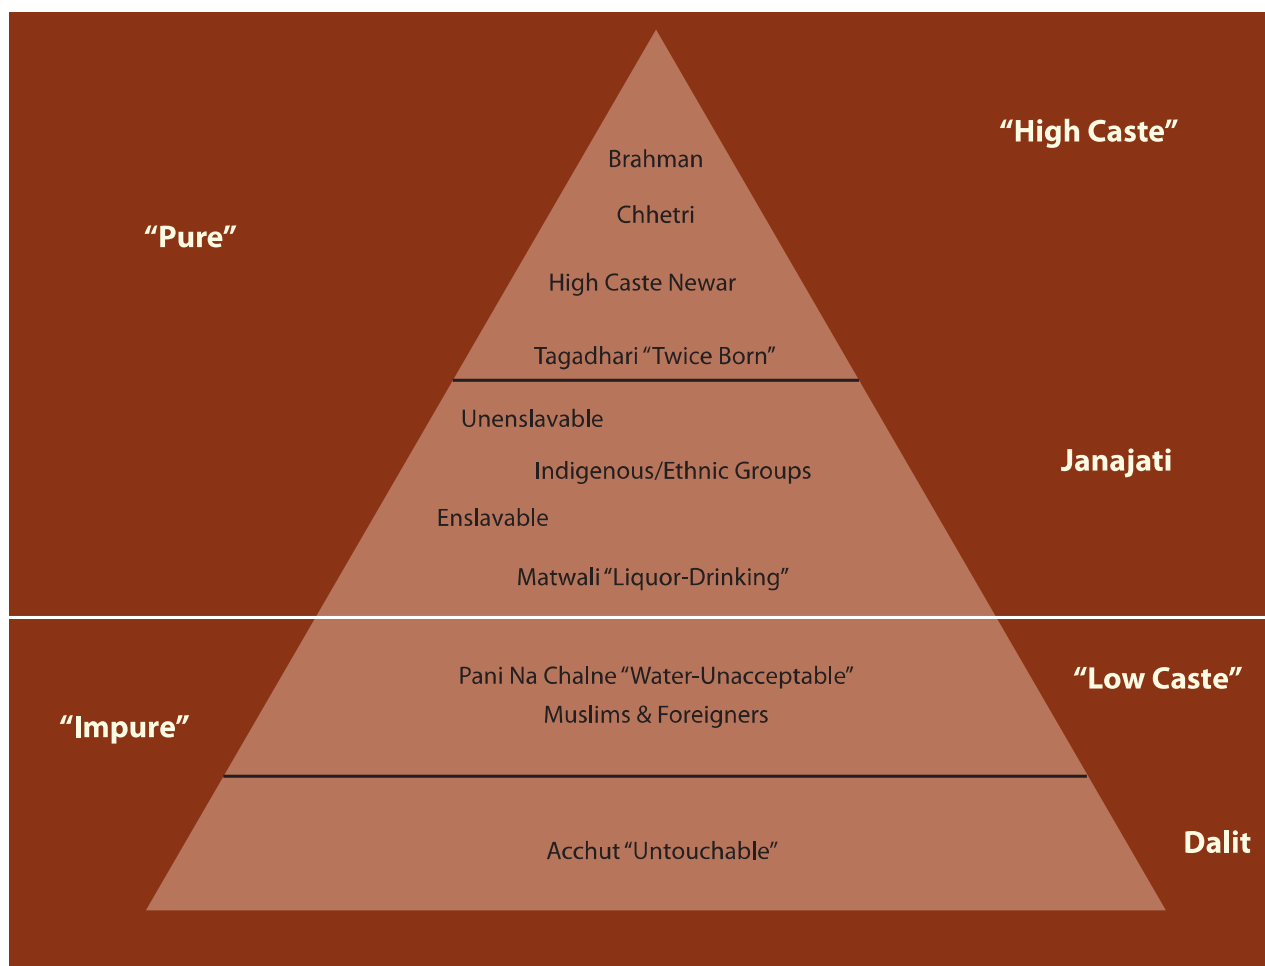 “High Caste”
Brahman
Chhetri
“Pure”
High Caste Newar
Tagadhari “Twice Born”
Unenslavable
Janajati
Indigenous/Ethnic Groups
Enslavable
Matwali “Liquor-Drinking”
Pani Na Chalne “Water-Unacceptable”
“Low Caste”
Muslims & Foreigners
“Impure”
Dalit
Acchut “Untouchable”